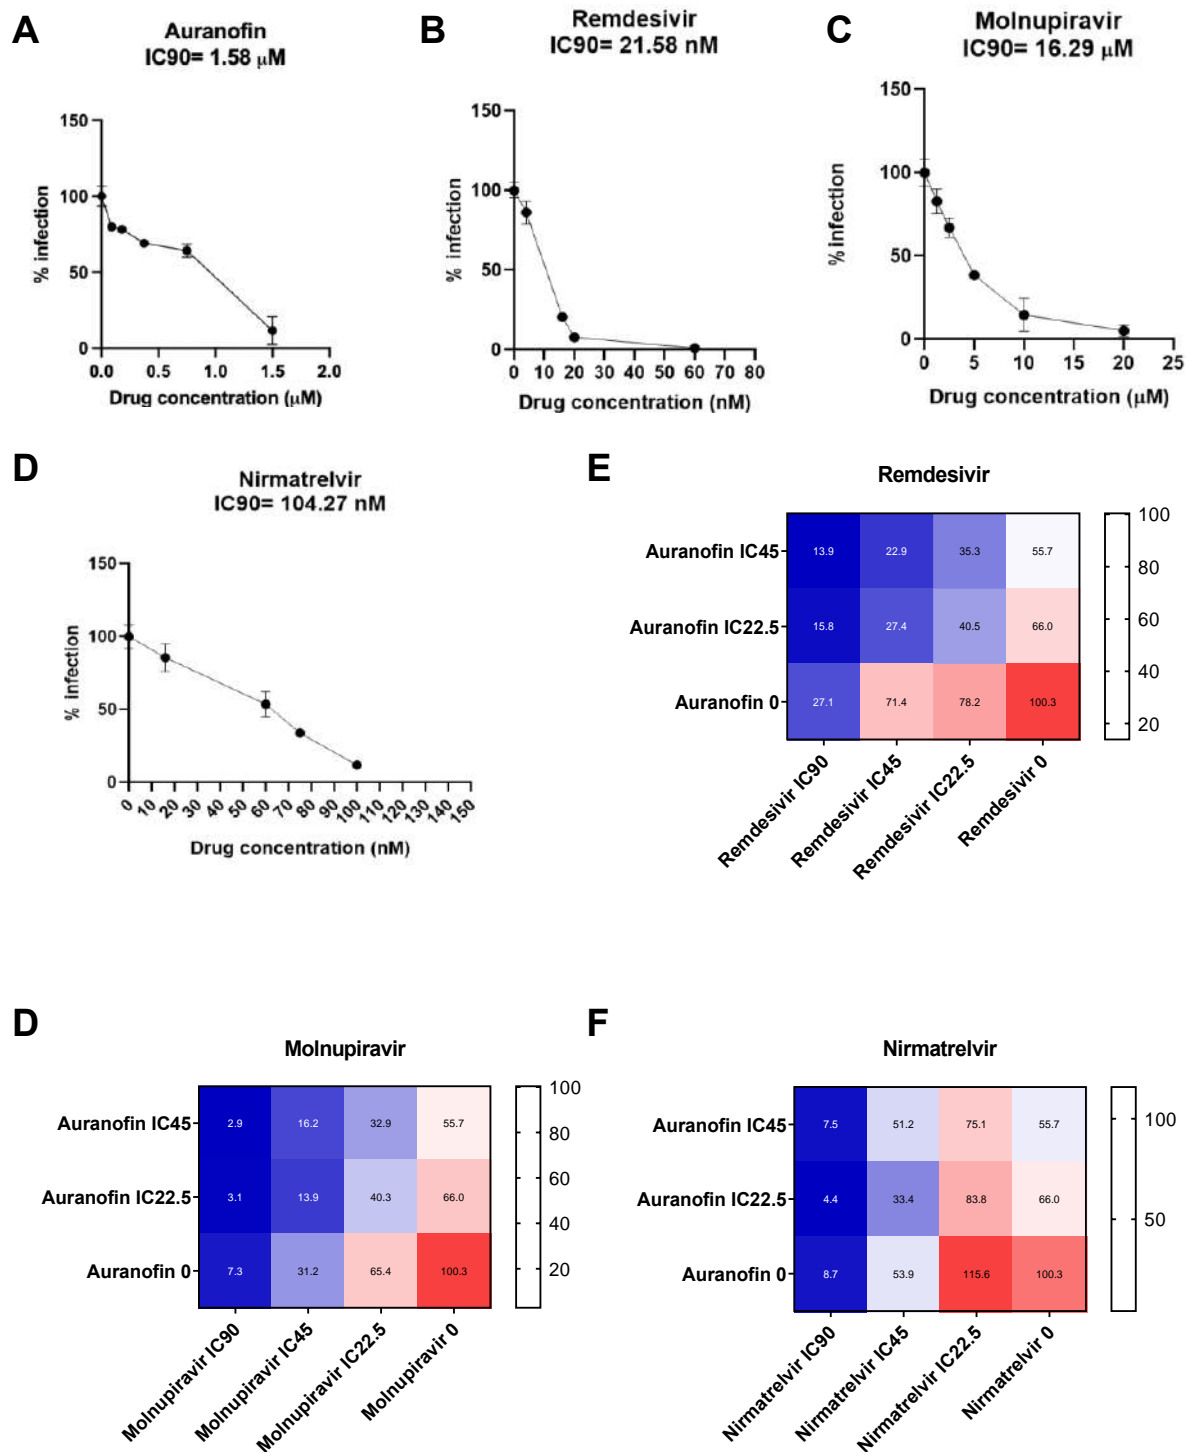 A
Auranofin
IC90= 1.58 μM
150
100
50
0
% infection
0.0 0.5 1.0 1.5 2.0
Drug concentration (μM)
B
Remdesivir
IC90= 21.58 nM
150
100
50
0
% infection
0 10 20 30 40 50 60 70 80
Drug concentration (nM)
C
Molnupiravir
IC90= 16.29 μM
150
100
50
0
% infection
0 5 10 15 20 25
Drug concentration (μM)
D
Nirmatrelvir
IC90= 104.27 nM
150
100
50
0
% infection
0 10 20 30 40 50 60 70 80 90 100 110 120 130 140 150
Drug concentration (nM)
E
Remdesivir
Auranofin IC45 13.9 22.9 35.3 55.7
Auranofin IC22.5 15.8 27.4 40.5 66.0
Auranofin 0 27.1 71.4 78.2 100.3
Remdesivir IC90
Remdesivir IC45
Remdesivir IC22.5
Remdesivir 0
100
80
60
40
20
D
Molnupiravir
Auranofin IC45 2.9 16.2 32.9 55.7
Auranofin IC22.5 3.1 13.9 40.3 66.0
Auranofin 0 7.3 31.2 65.4 100.3
Molnupiravir IC90
Molnupiravir IC45
Molnupiravir IC22.5
Molnupiravir 0
100
80
60
40
20
F
Nirmatrelvir
Auranofin IC45 7.5 51.2 75.1 55.7
Auranofin IC22.5 4.4 33.4 83.8 66.0
Auranofin 0 8.7 53.9 115.6 100.3
Nirmatrelvir IC90
Nirmatrelvir IC45
Nirmatrelvir IC22.5
Nirmatrelvir 0
100
50